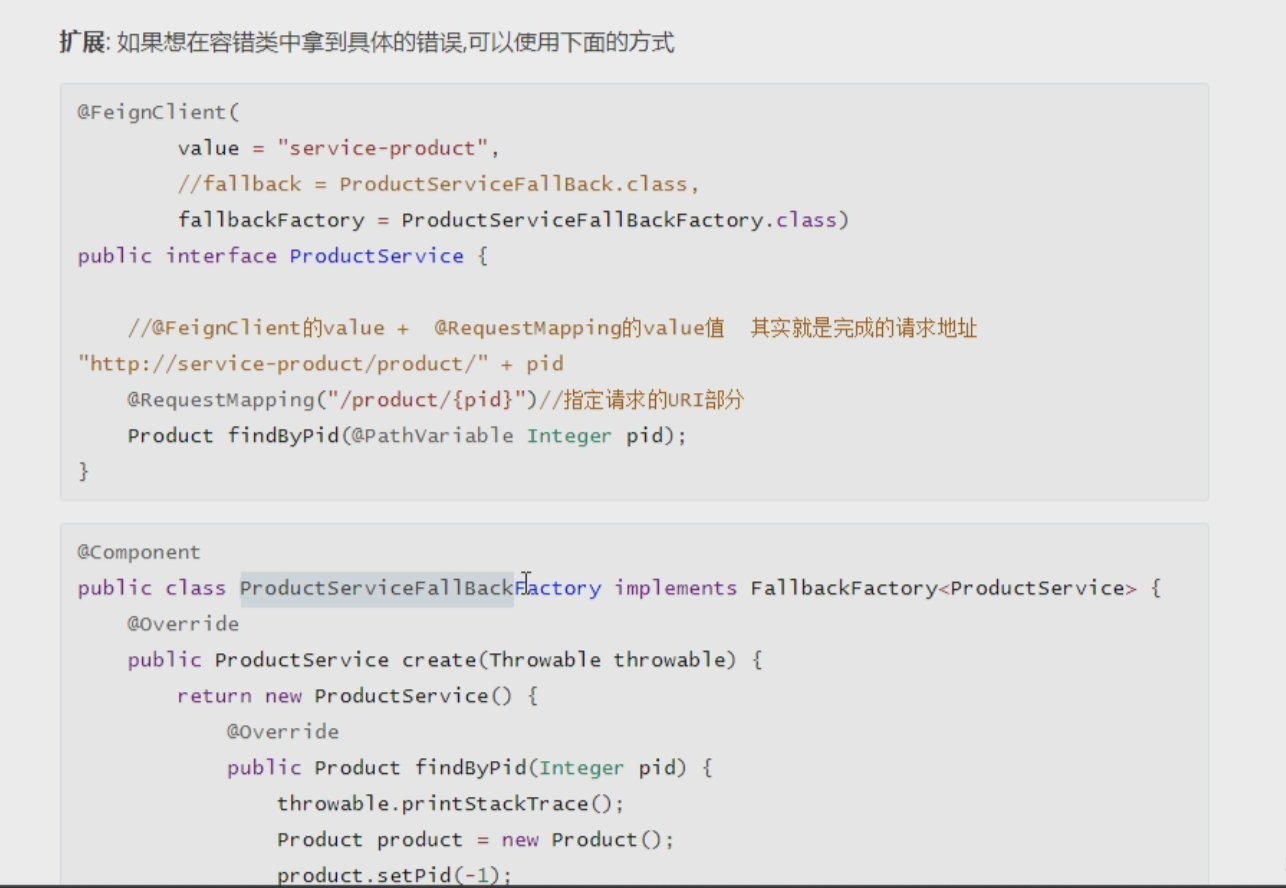 扩展: 如果想在容错类中拿到具体的错误,可以使用下面的方式
@FeignClient(
value = "service-product",
//fallback = ProductServiceFallBack.class,
fallbackFactory = ProductServiceFallBackFactory.class)
public interface ProductService {
//@FeignClient的value + @RequestMapping的value值 其实就是完成的请求地址
"http://service-product/product/" + pid
@RequestMapping("/product/{pid}")//指定请求的URI部分
Product findByPid(@PathVariable Integer pid);
}
@Component
public class ProductServiceFallBackFactory implements FallbackFactory<ProductService> {
@Override
public ProductService create(Throwable throwable) {
return new ProductService() {
@Override
public Product findByPid(Integer pid) {
throwable.printStackTrace();
Product product = new Product();
product.setPid(-1);